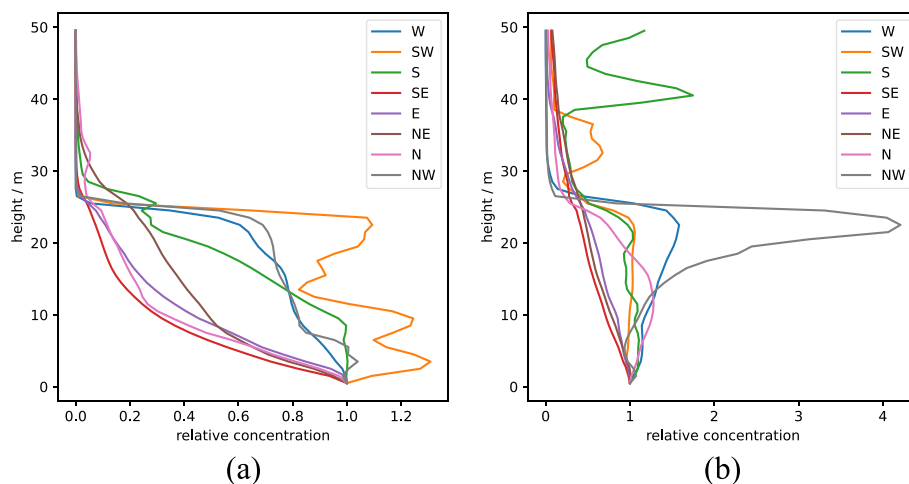 50
40
30
20
10
0
height / m
0.0 0.2 0.4 0.6 0.8 1.0 1.2
relative concentration
W
SW
S
SE
E
NE
N
NW
(a)
50
40
30
20
10
0
height / m
0 1 2 3 4
relative concentration
W
SW
S
SE
E
NE
N
NW
(b)